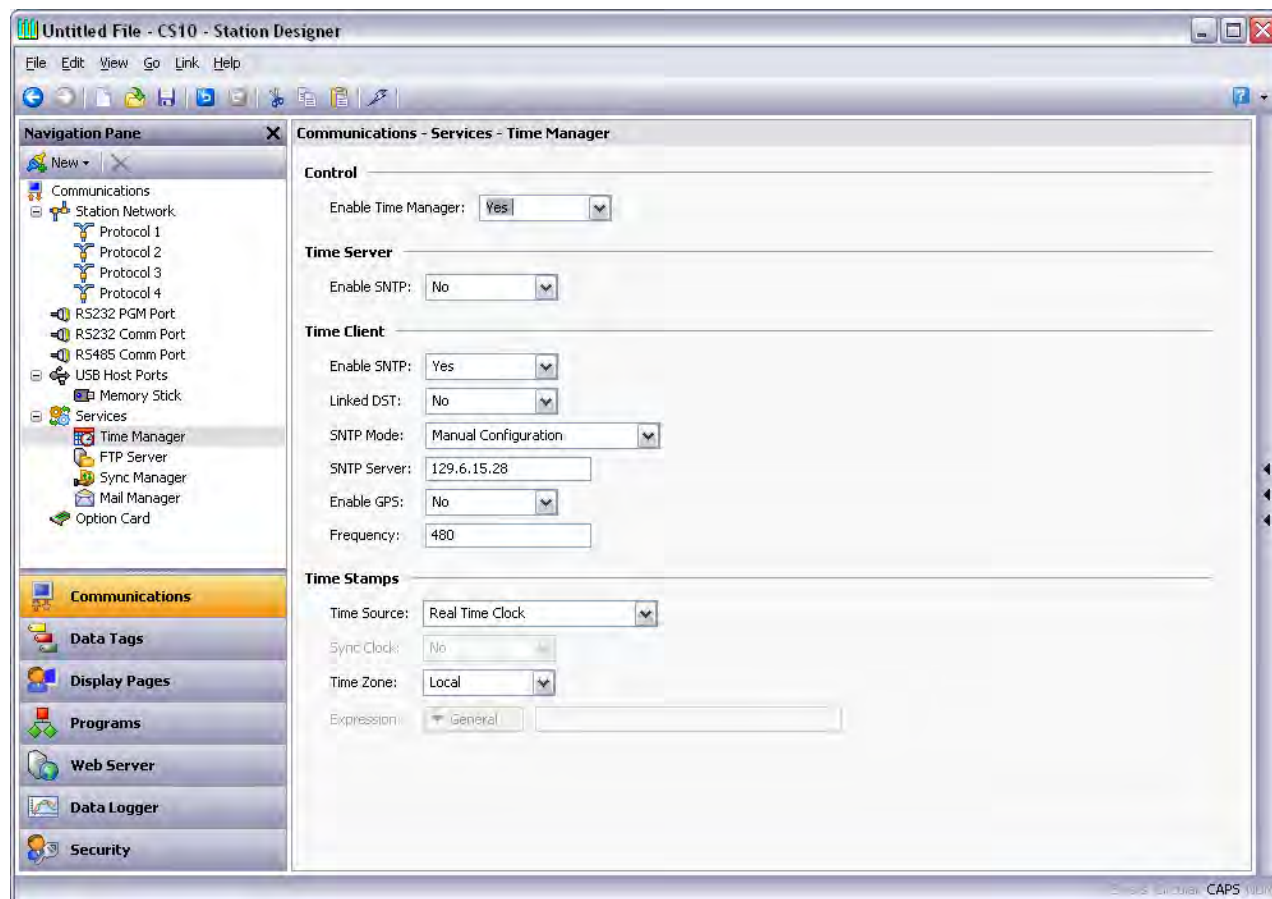 Untitled File - CS10 - Station Designer
File Edit View Go Link Help
Navigation Pane
New
Communications
Station Network
Protocol 1
Protocol 2
Protocol 3
Protocol 4
RS232 PGM Port
RS232 Comm Port
RS485 Comm Port
USB Host Ports
Memory Stick
Services
Time Manager
FTP Server
Sync Manager
Mail Manager
Option Card
Communications
Data Tags
Display Pages
Programs
Web Server
Data Logger
Security
Communications - Services - Time Manager
Control
Enable Time Manager: Yes
Time Server
Enable SNTP: No
Time Client
Enable SNTP: Yes
Linked DST: No
SNTP Mode: Manual Configuration
SNTP Server: 129.6.15.28
Enable GPS: No
Frequency: 480
Time Stamps
Time Source: Real Time Clock
Sync Clock: No
Time Zone: Local
Expression: General
CAPS NUM